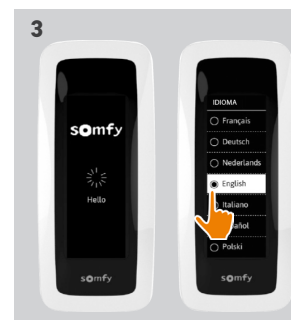 3
somfy
Hello
somfy
IDIOMA
Français
Deutsch
Nederlands
English
Italiano
Polski
somfy